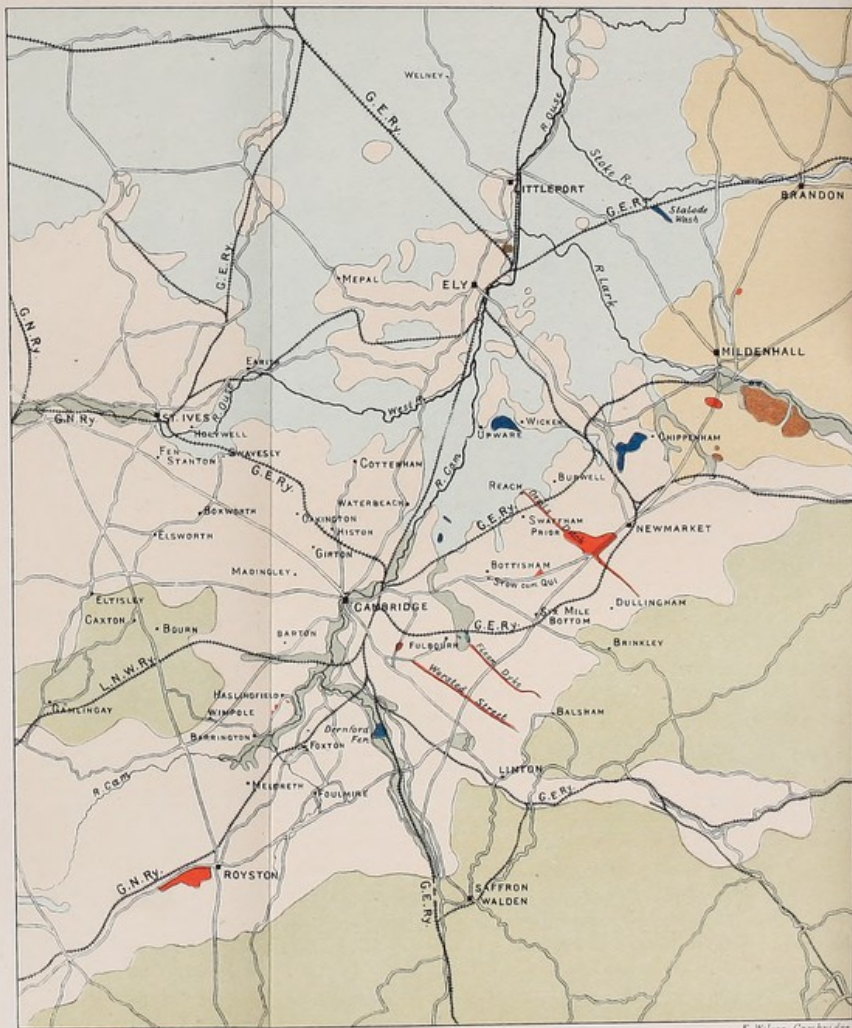 WELNEY
G.E.Ry.
R. Ouse
Stoke R.
LITTLEPORT
G.E.Ry.
Stalode
Wash
BRANDON
G.E.Ry.
MEPAL
ELY
R Lark
G.N.Ry.
MILDENHALL
EARITH
G.N.Ry
ST. IVES
R. Ouse
West R.
HOLYWELL
UPWARE
WICKEN
CHIPPENHAM
FEN
STANTON
SWAVESLY
COTTENHAM
G.E.Ry.
R. Cam
REACH
BURWELL
BOXWORTH
WATERBEACH
OAKINGTON
HISTON
G.E.Ry.
SWAFFHAM
PRIOR
NEWMARKET
ELSWORTH
GIRTON
MADINGLEY
BOTTISHAM
STOW CUM QUI
ELTISLEY
CAXTON
CAMBRIDGE
SIX MILE
BOTTOM
DULLINGHAM
BOURN
BARTON
G.E.Ry.
FULBOURN
BRINKLEY
L.N.W.Ry.
Fleam Dyke
Worsted Street
HASLINGFIELD
GAMLINGAY
WIMPOLE
BALSHAM
BARRINGTON
Dernford
Fen
FOXTON
LINTON
R. Cam
MELDRETH
FOULMIRE
G.E.Ry.
G.N.Ry.
ROYSTON
G.E.Ry.
SAFFRON
WALDEN